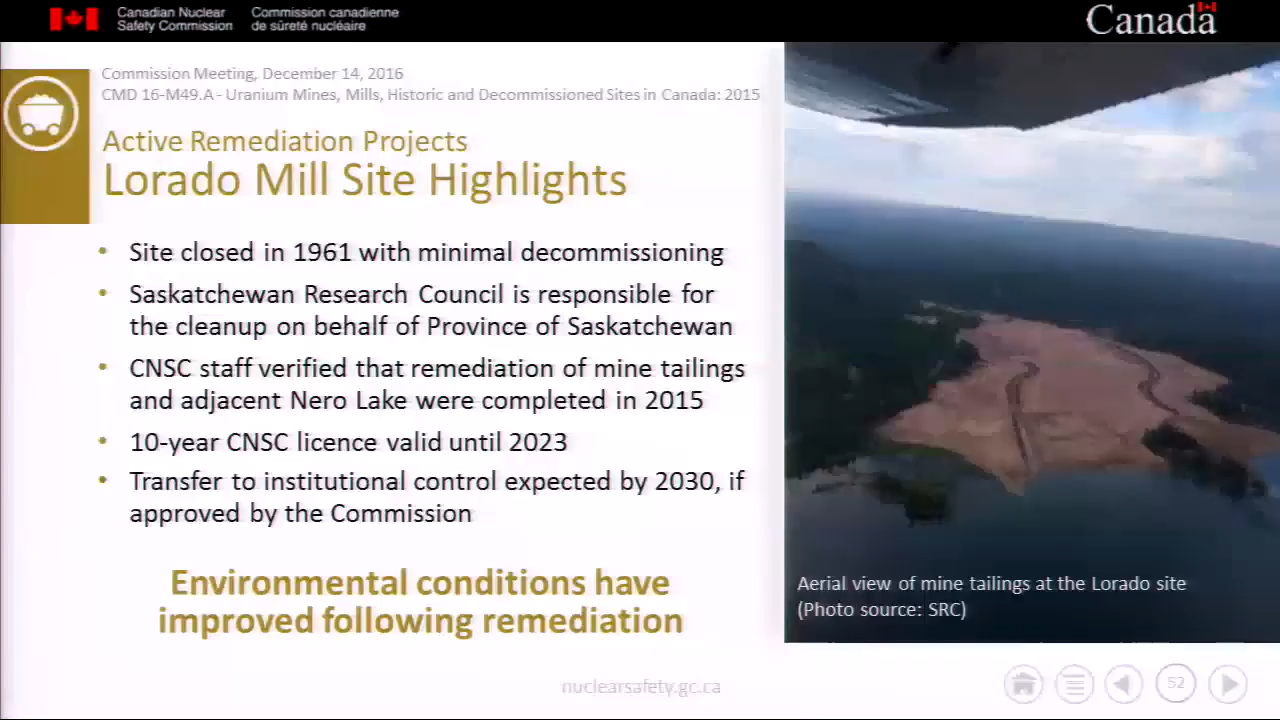 Canadian Nuclear
Safety Commission
Commission canadienne
de sûreté nucléaire
Canada
Commission Meeting, December 14, 2016
CMD 16-M49.A - Uranium Mines, Mills, Historic and Decommissioned Sites in Canada: 2015
Active Remediation Projects
Lorado Mill Site Highlights
• Site closed in 1961 with minimal decommissioning
• Saskatchewan Research Council is responsible for
the cleanup on behalf of Province of Saskatchewan
• CNSC staff verified that remediation of mine tailings
and adjacent Nero Lake were completed in 2015
• 10-year CNSC licence valid until 2023
• Transfer to institutional control expected by 2030, if
approved by the Commission
Environmental conditions have
improved following remediation
Aerial view of mine tailings at the Lorado site
(Photo source: SRC)
nuclearsafety.gc.ca
52